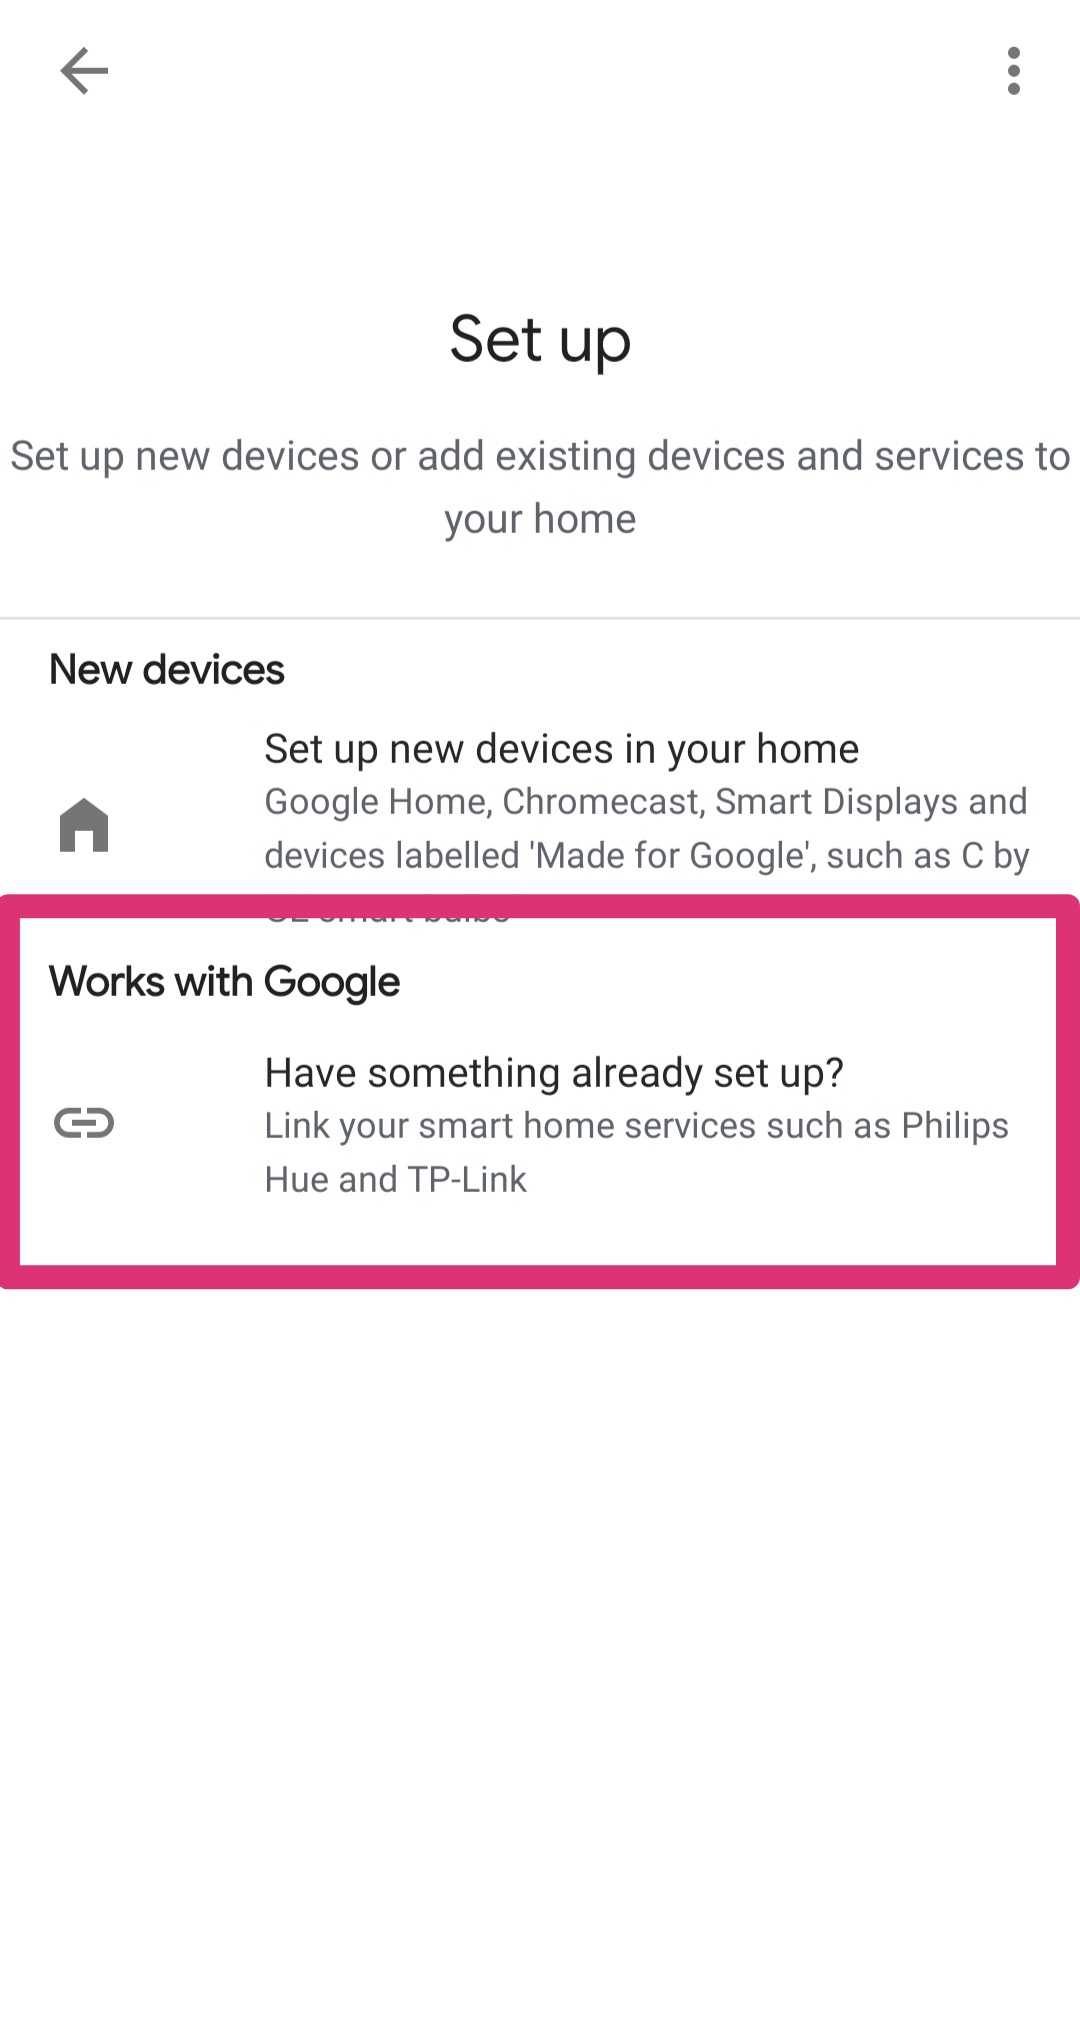 Set up
Set up new devices or add existing devices and services to
your home
New devices
Set up new devices in your home
Google Home, Chromecast, Smart Displays and
devices labelled 'Made for Google', such as C by
Works with Google
Have something already set up?
Link your smart home services such as Philips
Hue and TP-Link